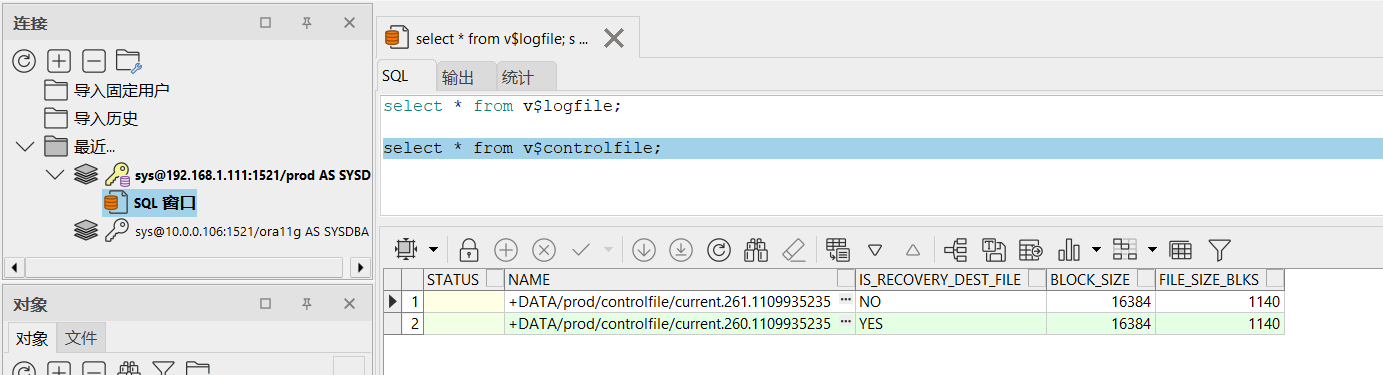 连接
导入固定用户
导入历史
最近...
sys@192.168.1.111:1521/prod AS SYSD
SQL 窗口
sys@10.0.0.106:1521/ora11g AS SYSDBA
对象
对象 文件
select * from v$logfile; s ...
SQL 输出 统计
select * from v$logfile;
select * from v$controlfile;
STATUS NAME IS_RECOVERY_DEST_FILE BLOCK_SIZE FILE_SIZE_BLKS
1 +DATA/prod/controlfile/current.261.1109935235 ... NO 16384 1140
2 +DATA/prod/controlfile/current.260.1109935235 ... YES 16384 1140